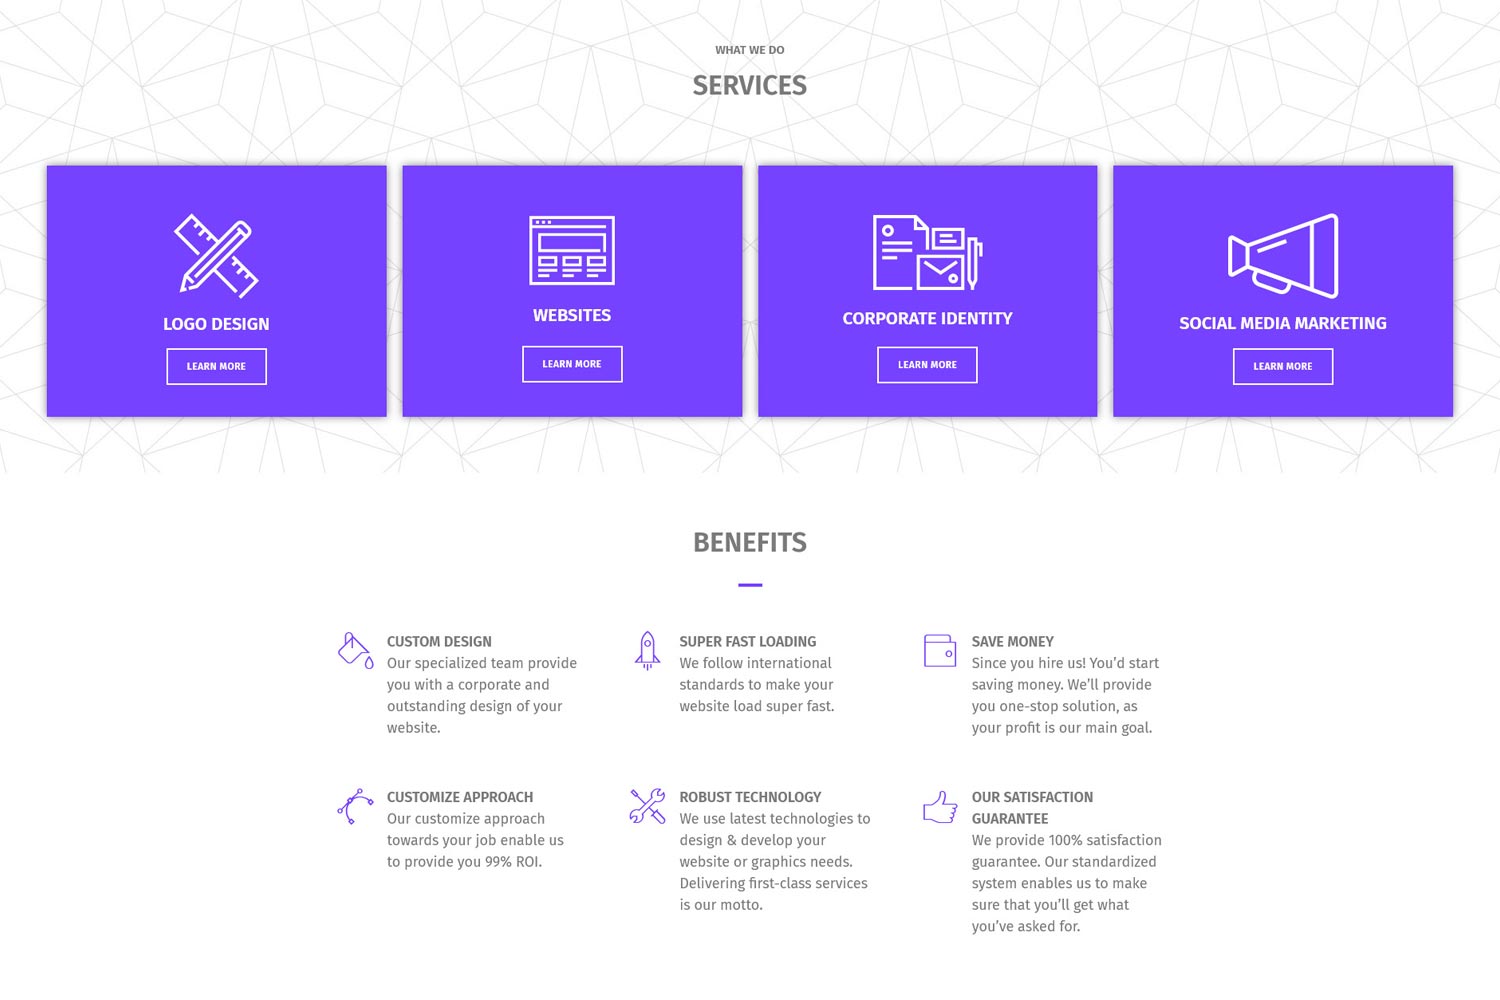 WHAT WE DO
SERVICES
LOGO DESIGN
LEARN MORE
WEBSITES
LEARN MORE
CORPORATE IDENTITY
LEARN MORE
SOCIAL MEDIA MARKETING
LEARN MORE
BENEFITS
CUSTOM DESIGN
Our specialized team provide
you with a corporate and
outstanding design of your
website.
SUPER FAST LOADING
We follow international
standards to make your
website load super fast.
SAVE MONEY
Since you hire us! You’d start
saving money. We’ll provide
you one-stop solution, as
your profit is our main goal.
CUSTOMIZE APPROACH
Our customize approach
towards your job enable us
to provide you 99% ROI.
ROBUST TECHNOLOGY
We use latest technologies to
design & develop your
website or graphics needs.
Delivering first-class services
is our motto.
OUR SATISFACTION
GUARANTEE
We provide 100% satisfaction
guarantee. Our standardized
system enables us to make
sure that you’ll get what
you’ve asked for.